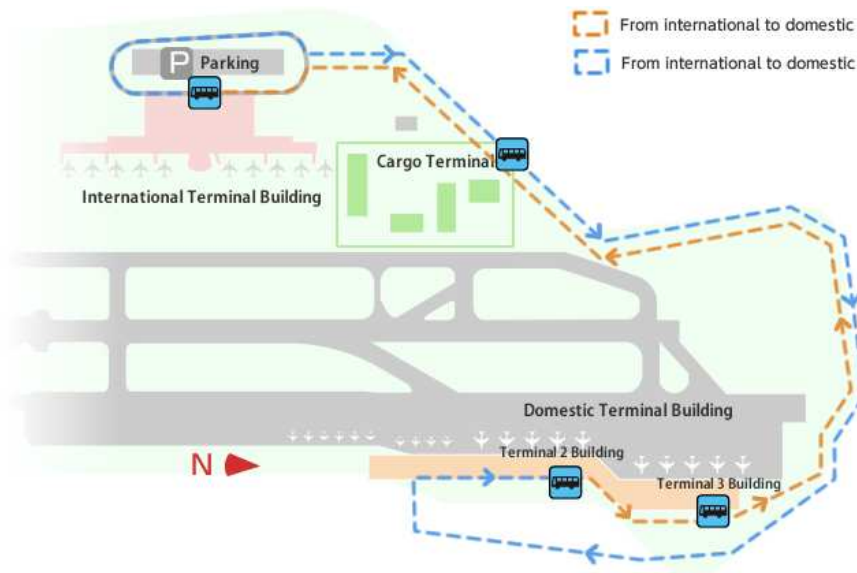 From international to domestic
From international to domestic
P Parking
Cargo Terminal
International Terminal Building
Domestic Terminal Building
Terminal 2 Building
N
Terminal 3 Building